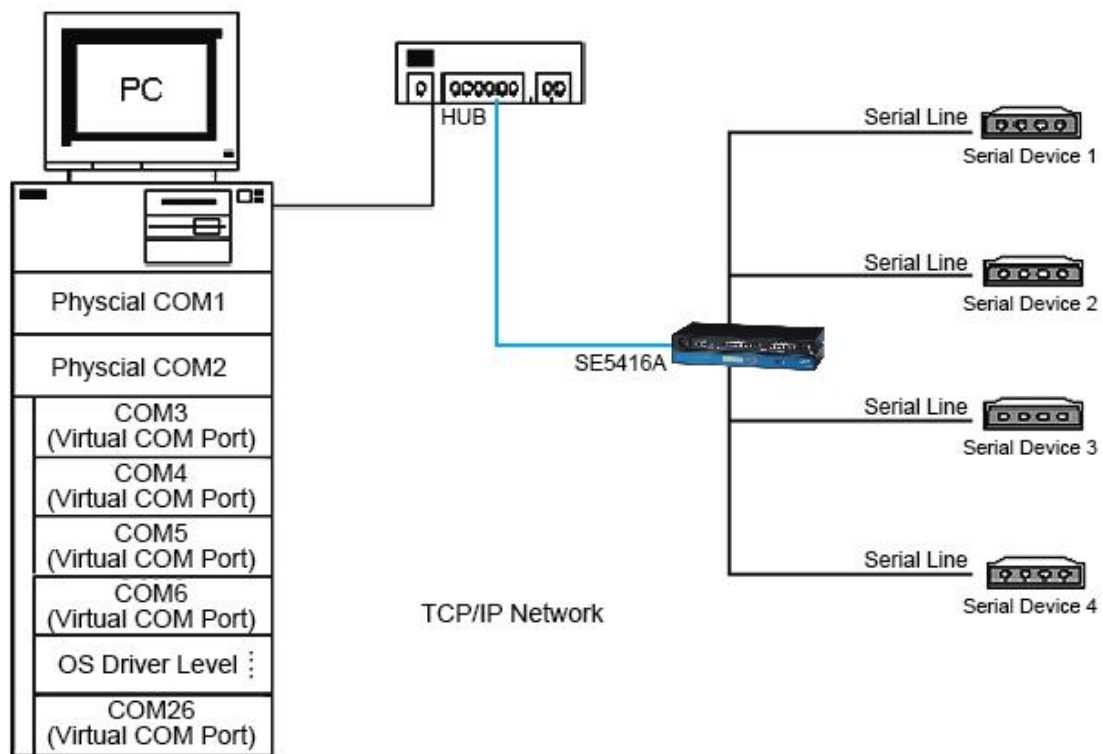 PC
HUB
Physcial COM1
Physcial COM2
COM3
(Virtual COM Port)
COM4
(Virtual COM Port)
COM5
(Virtual COM Port)
COM6
(Virtual COM Port)
OS Driver Level
COM26
(Virtual COM Port)
TCP/IP Network
SE5416A
Serial Line
Serial Device 1
Serial Line
Serial Device 2
Serial Line
Serial Device 3
Serial Line
Serial Device 4